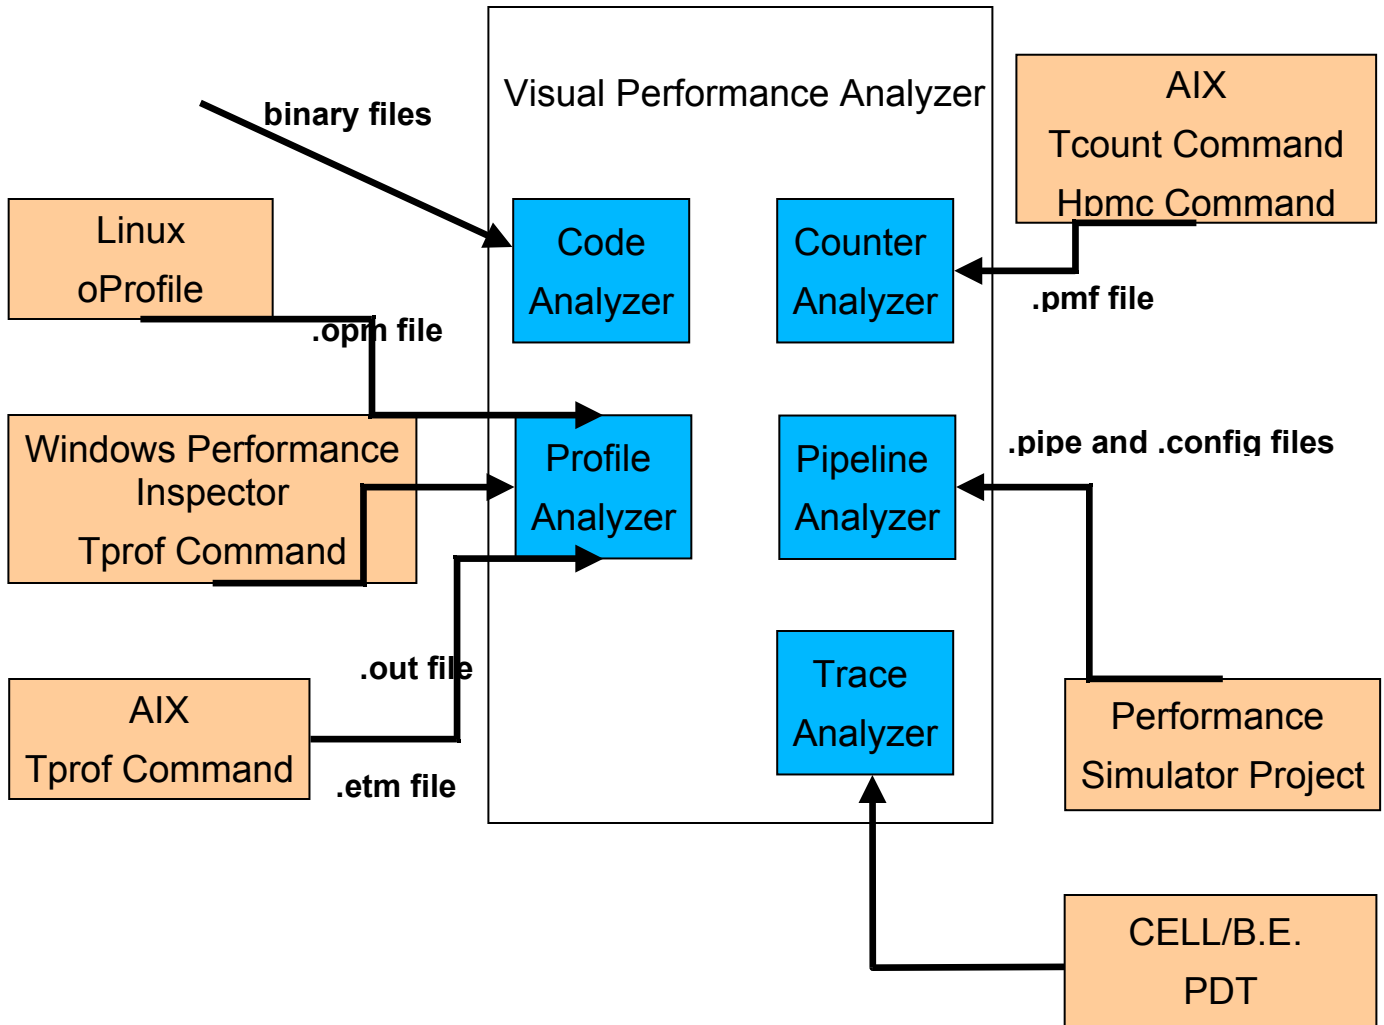 Visual Performance Analyzer
binary files
AIX
Tcount Command
Hpmc Command
Linux
oProfile
Code
Analyzer
Counter
Analyzer
.pmf file
.opm file
Windows Performance
Inspector
Tprof Command
Profile
Analyzer
Pipeline
Analyzer
.pipe and .config files
.out file
AIX
Tprof Command
.etm file
Trace
Analyzer
Performance
Simulator Project
CELL/B.E.
PDT